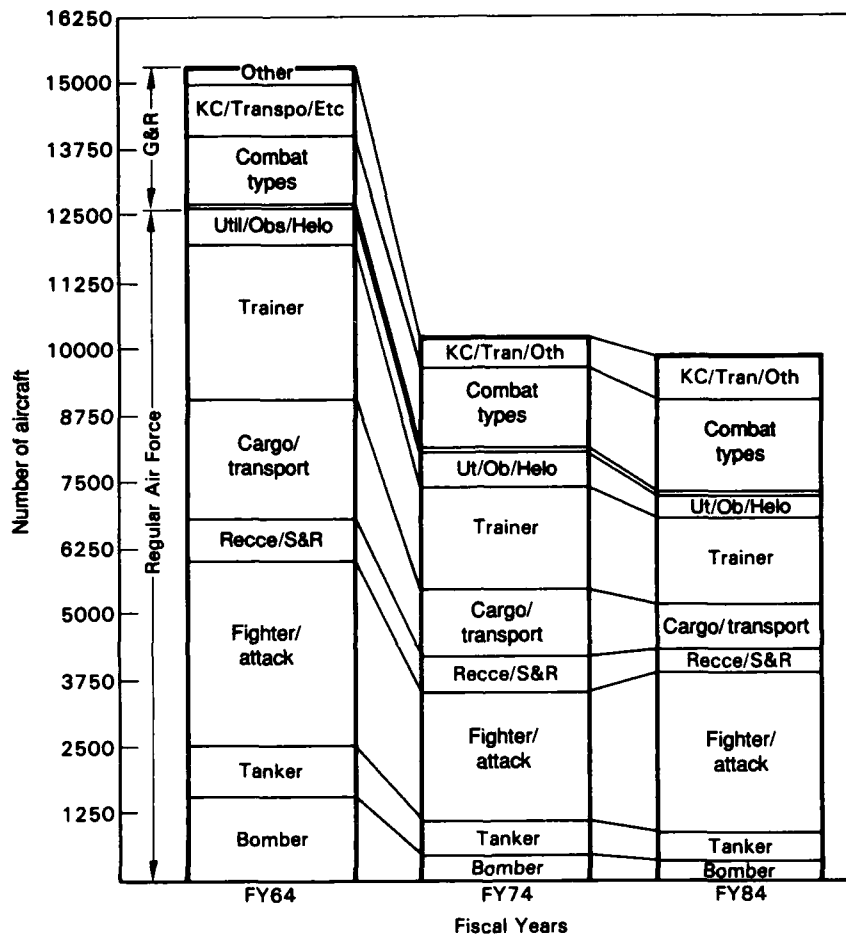 16250
15000
13750
12500
11250
10000
8750
7500
6250
5000
3750
2500
1250
Number of aircraft
G&R
Regular Air Force
Other
KC/Transpo/Etc
Combat
types
Util/Obs/Helo
Trainer
Cargo/
transport
Recce/S&R
Fighter/
attack
Tanker
Bomber
KC/Tran/Oth
Combat
types
Ut/Ob/Helo
Trainer
Cargo/
transport
Recce/S&R
Fighter/
attack
Tanker
Bomber
KC/Tran/Oth
Combat
types
Ut/Ob/Helo
Trainer
Cargo/transport
Recce/S&R
Fighter/
attack
Tanker
Bomber
FY64
FY74
FY84
Fiscal Years